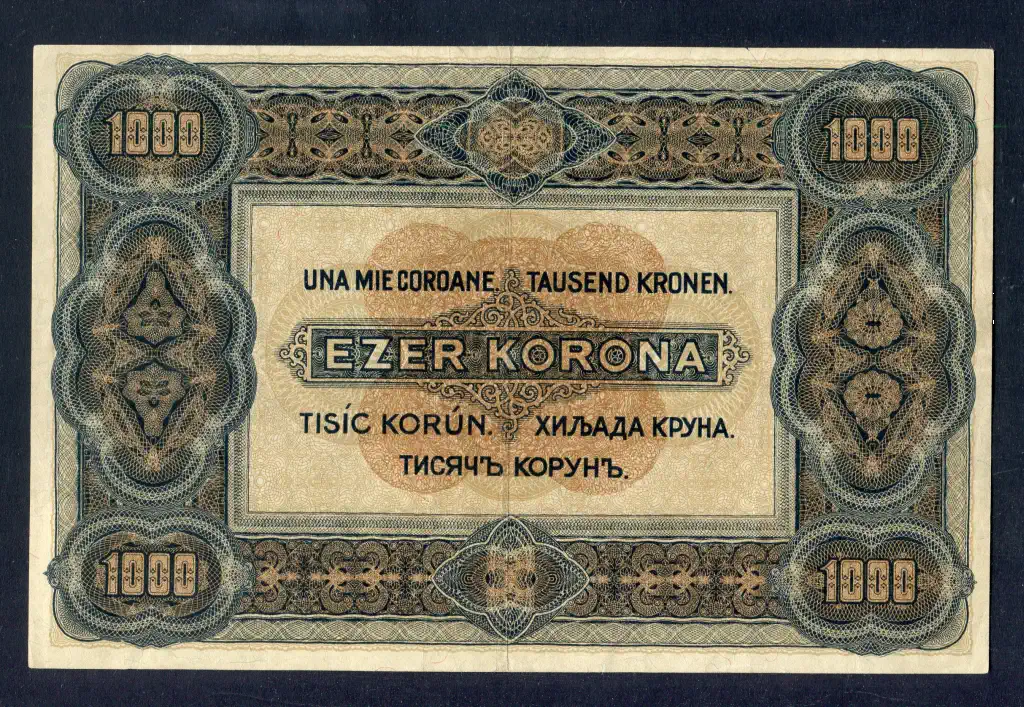 1000 1000
UNA MIE COROANE. TAUSEND KRONEN.
EZER KORONA
TISÍC KORÚN. ХИЉАДА КРУНА.
ТИСЯЧЪ КОРУНЪ.
1000 1000